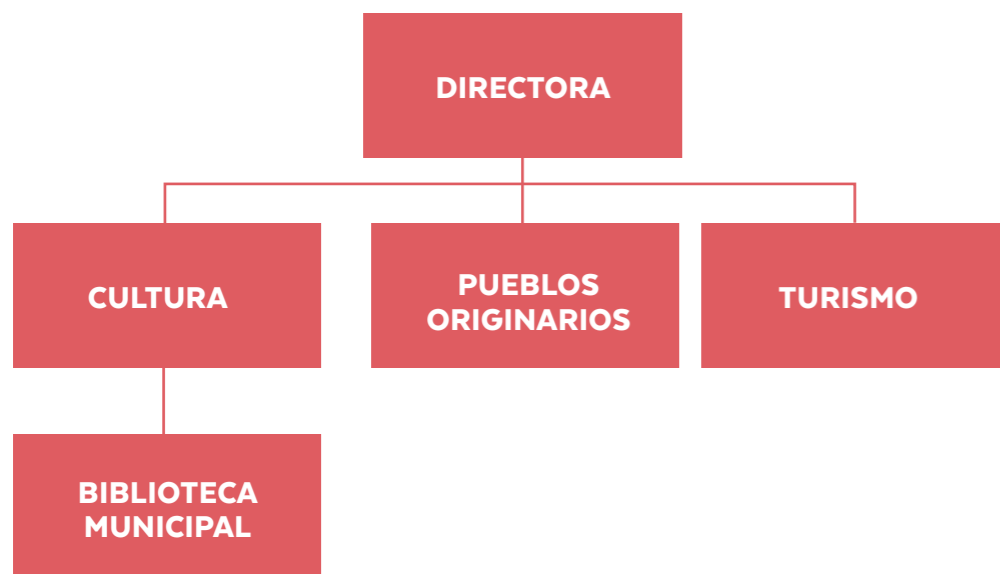 DIRECTORA
CULTURA
PUEBLOS
ORIGINARIOS
TURISMO
BIBLIOTECA
MUNICIPAL